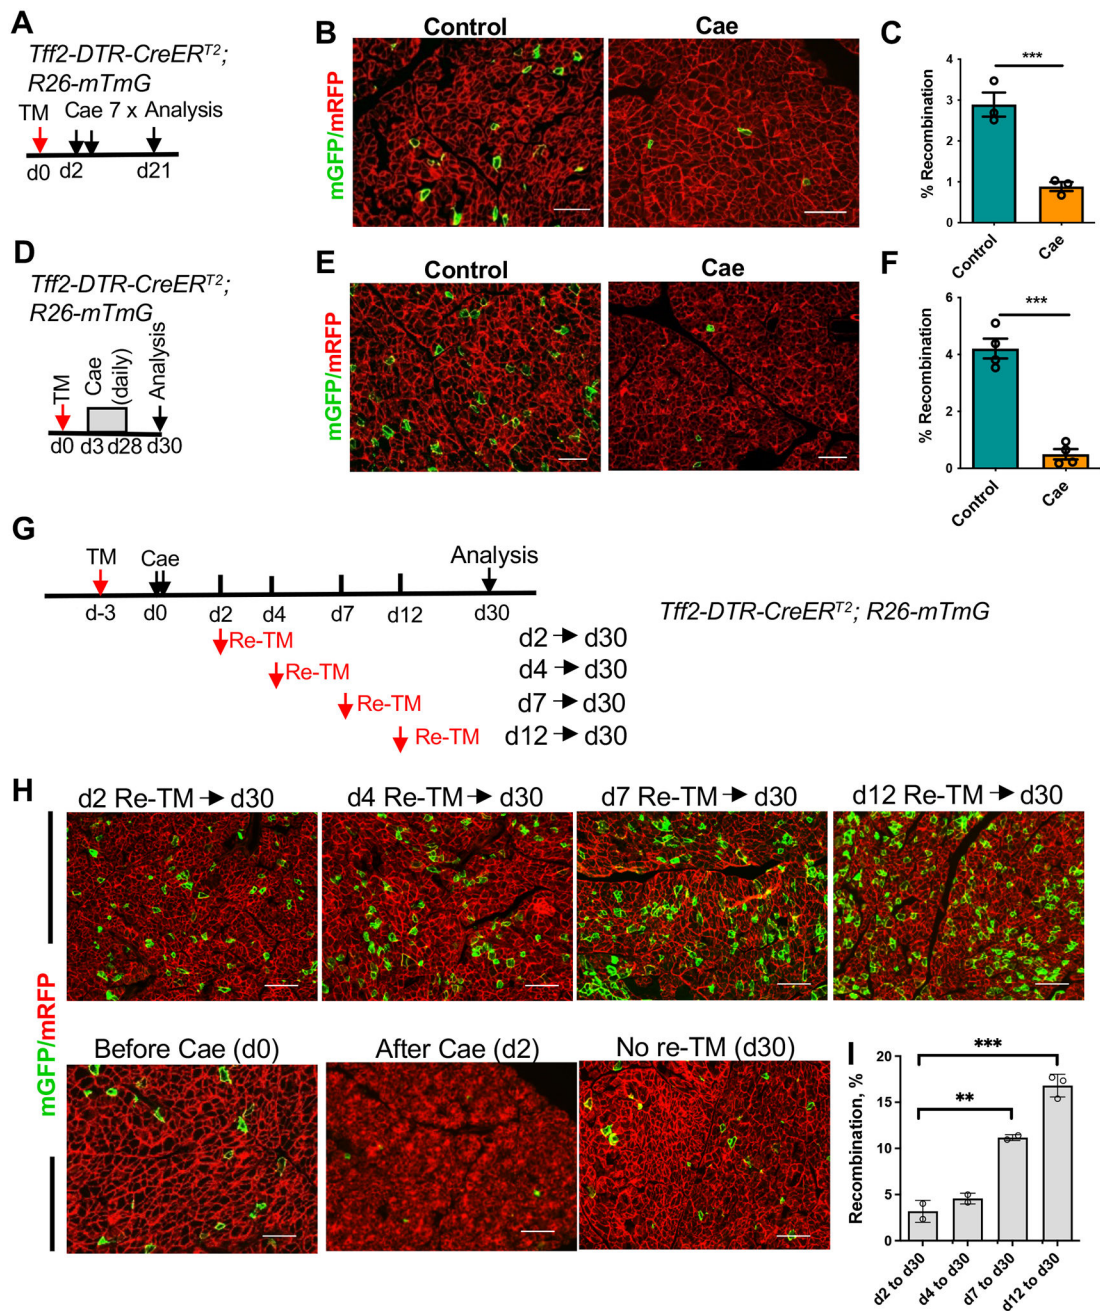 A
Tff2-DTR-CreERT2;
R26-mTmG
TM Cae 7 x Analysis
d0 d2 d21
B
Control Cae
mGFP/mRFP
C
4
3
2
1
0
% Recombination
***
Control Cae
D
Tff2-DTR-CreERT2;
R26-mTmG
TM Cae (daily) Analysis
d0 d3 d28 d30
E
Control Cae
mGFP/mRFP
F
6
4
2
0
% Recombination
***
Control Cae
G
TM Cae Analysis
d-3 d0 d2 d4 d7 d12 d30
Tff2-DTR-CreERT2; R26-mTmG
Re-TM d2 → d30
Re-TM d4 → d30
Re-TM d7 → d30
Re-TM d12 → d30
H
d2 Re-TM → d30 d4 Re-TM → d30 d7 Re-TM → d30 d12 Re-TM → d30
mGFP/mRFP
Before Cae (d0) After Cae (d2) No re-TM (d30)
I
20
15
10
5
0
Recombination, %
***
**
d2 to d30 d4 to d30 d7 to d30 d12 to d30